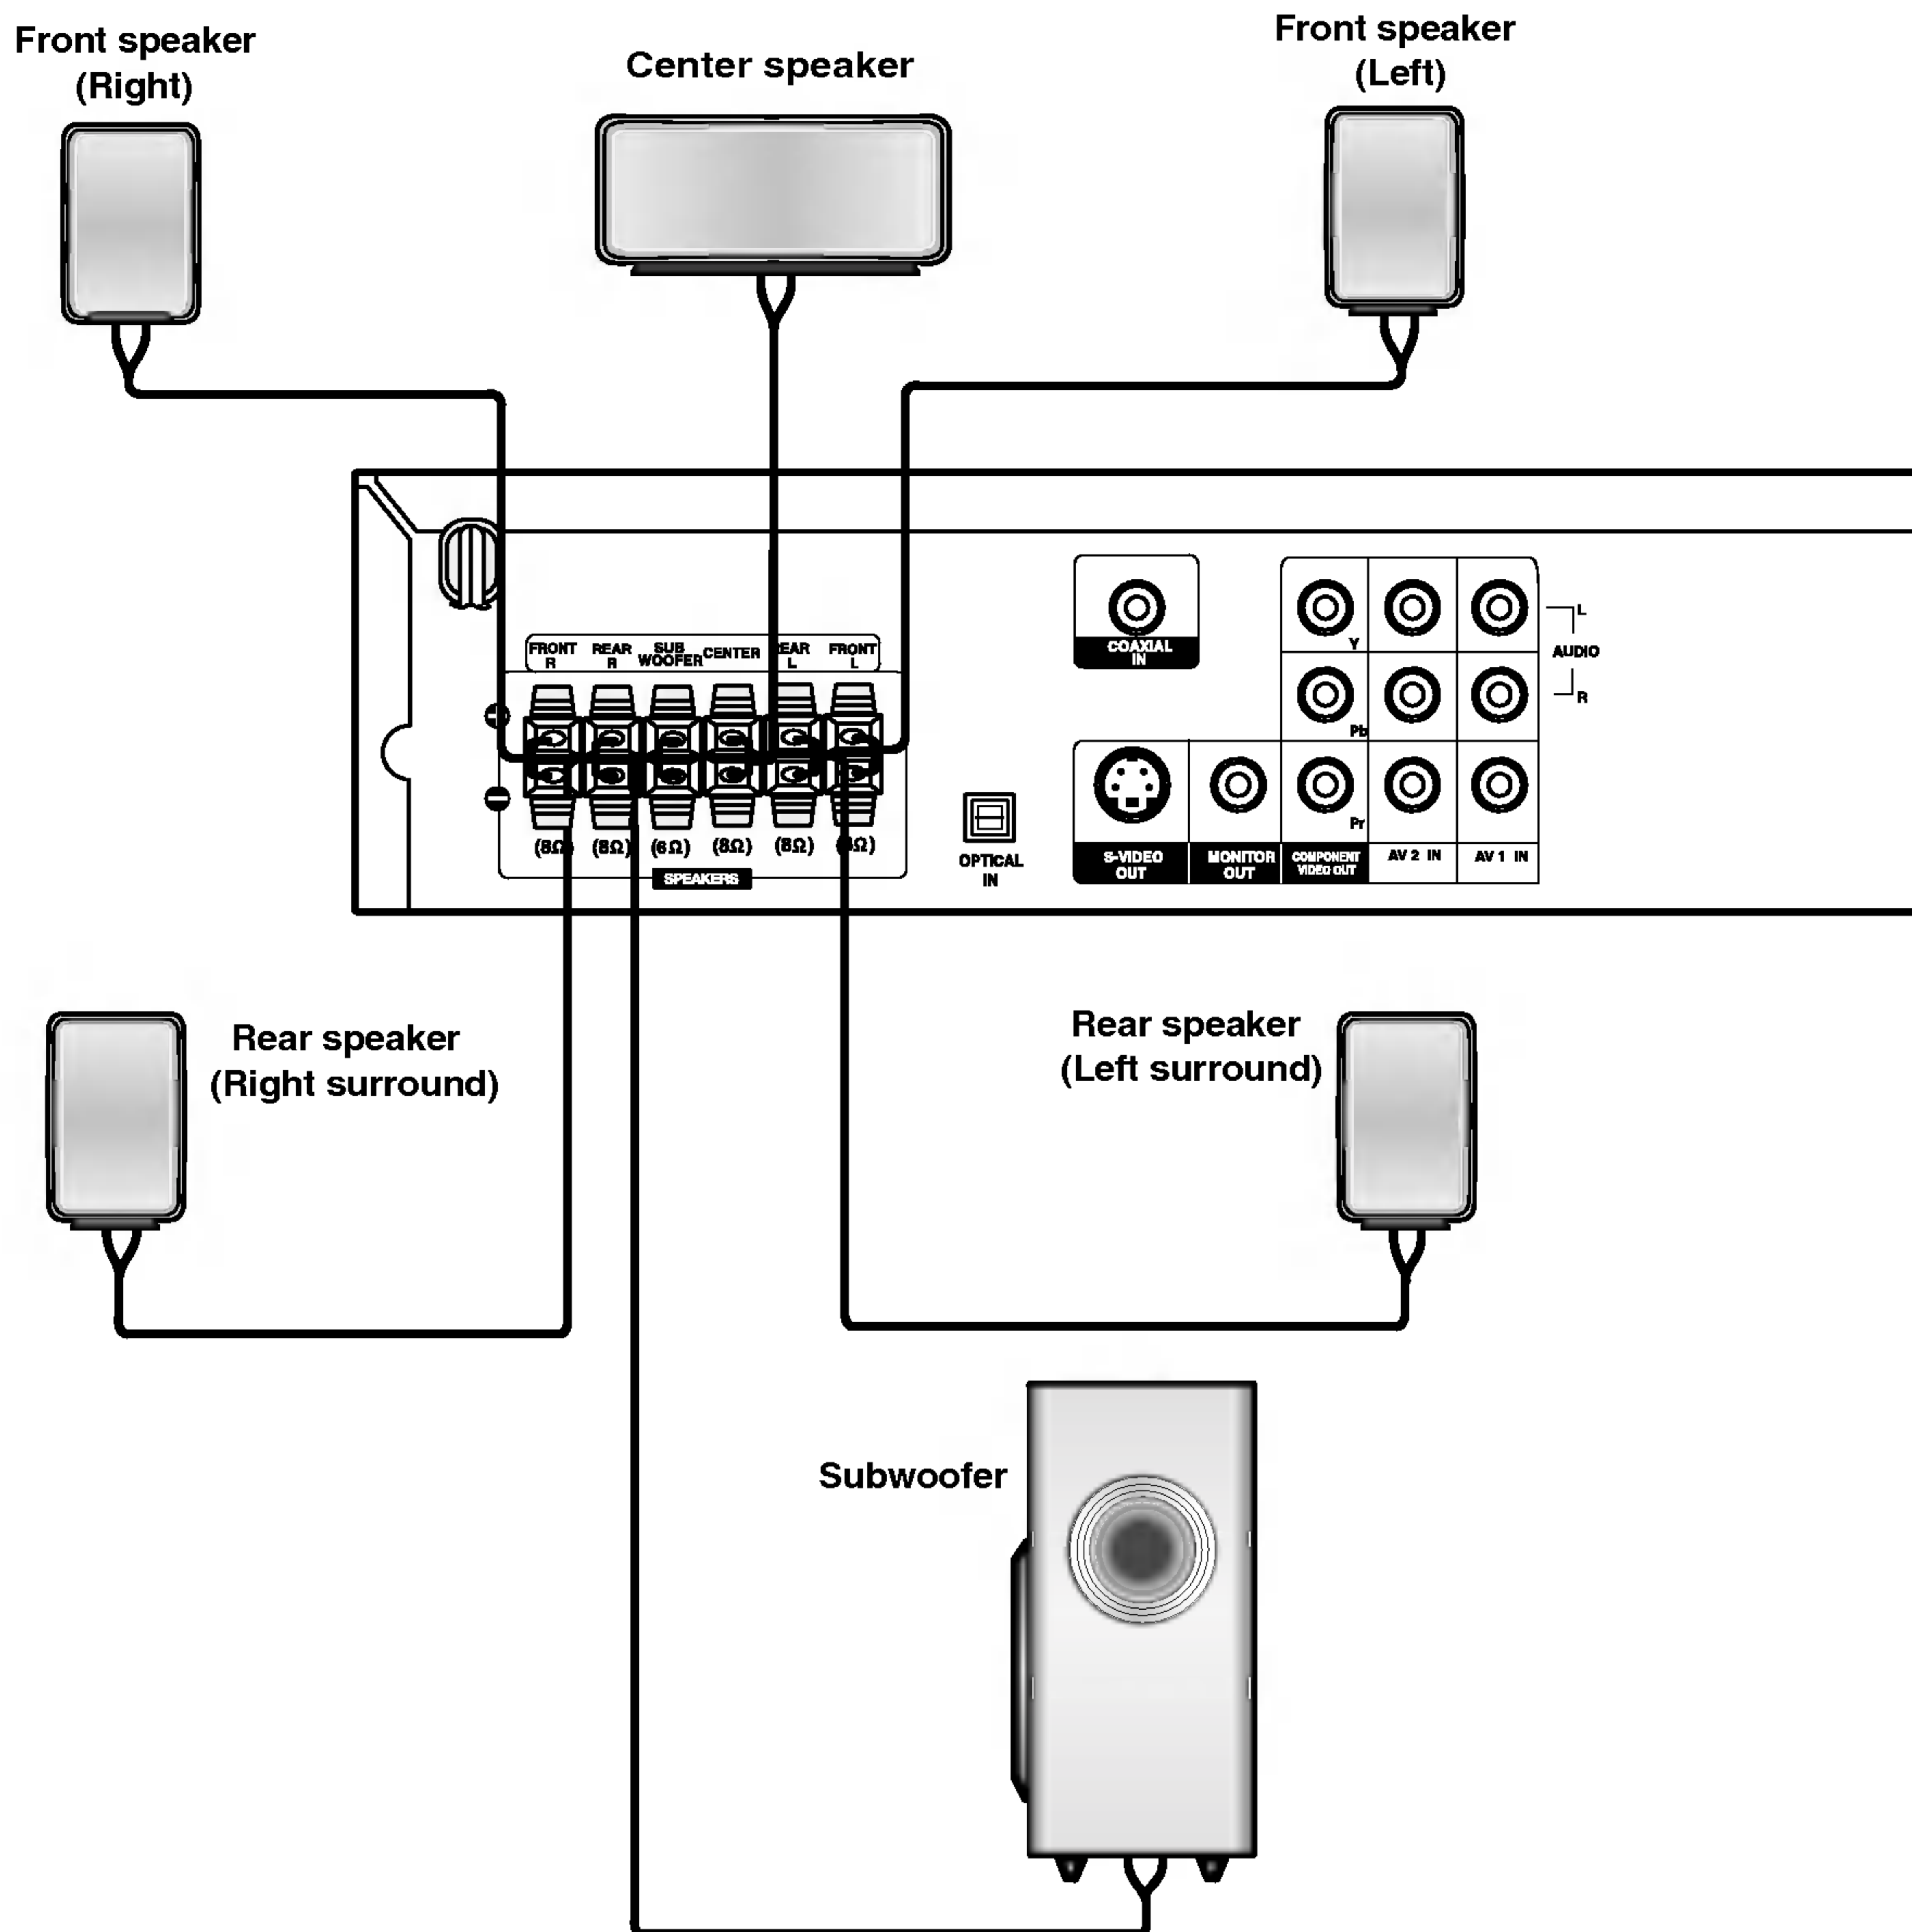 Front speaker
(Right)
Center speaker
Front speaker
(Left)
FRONT
R
REAR
R
SUB
WOOFER
CENTER
L
FRONT
L
COAXIAL
IN
Y
Pb
Pr
L
AUDIO
R
+
−
(8Ω)
(8Ω)
(6Ω)
(8Ω)
(8Ω)
SPEAKERS
OPTICAL
IN
S-VIDEO
OUT
MONITOR
OUT
COMPONENT
VIDEO OUT
AV 2 IN
AV 1 IN
Rear speaker
(Right surround)
Rear speaker
(Left surround)
Subwoofer